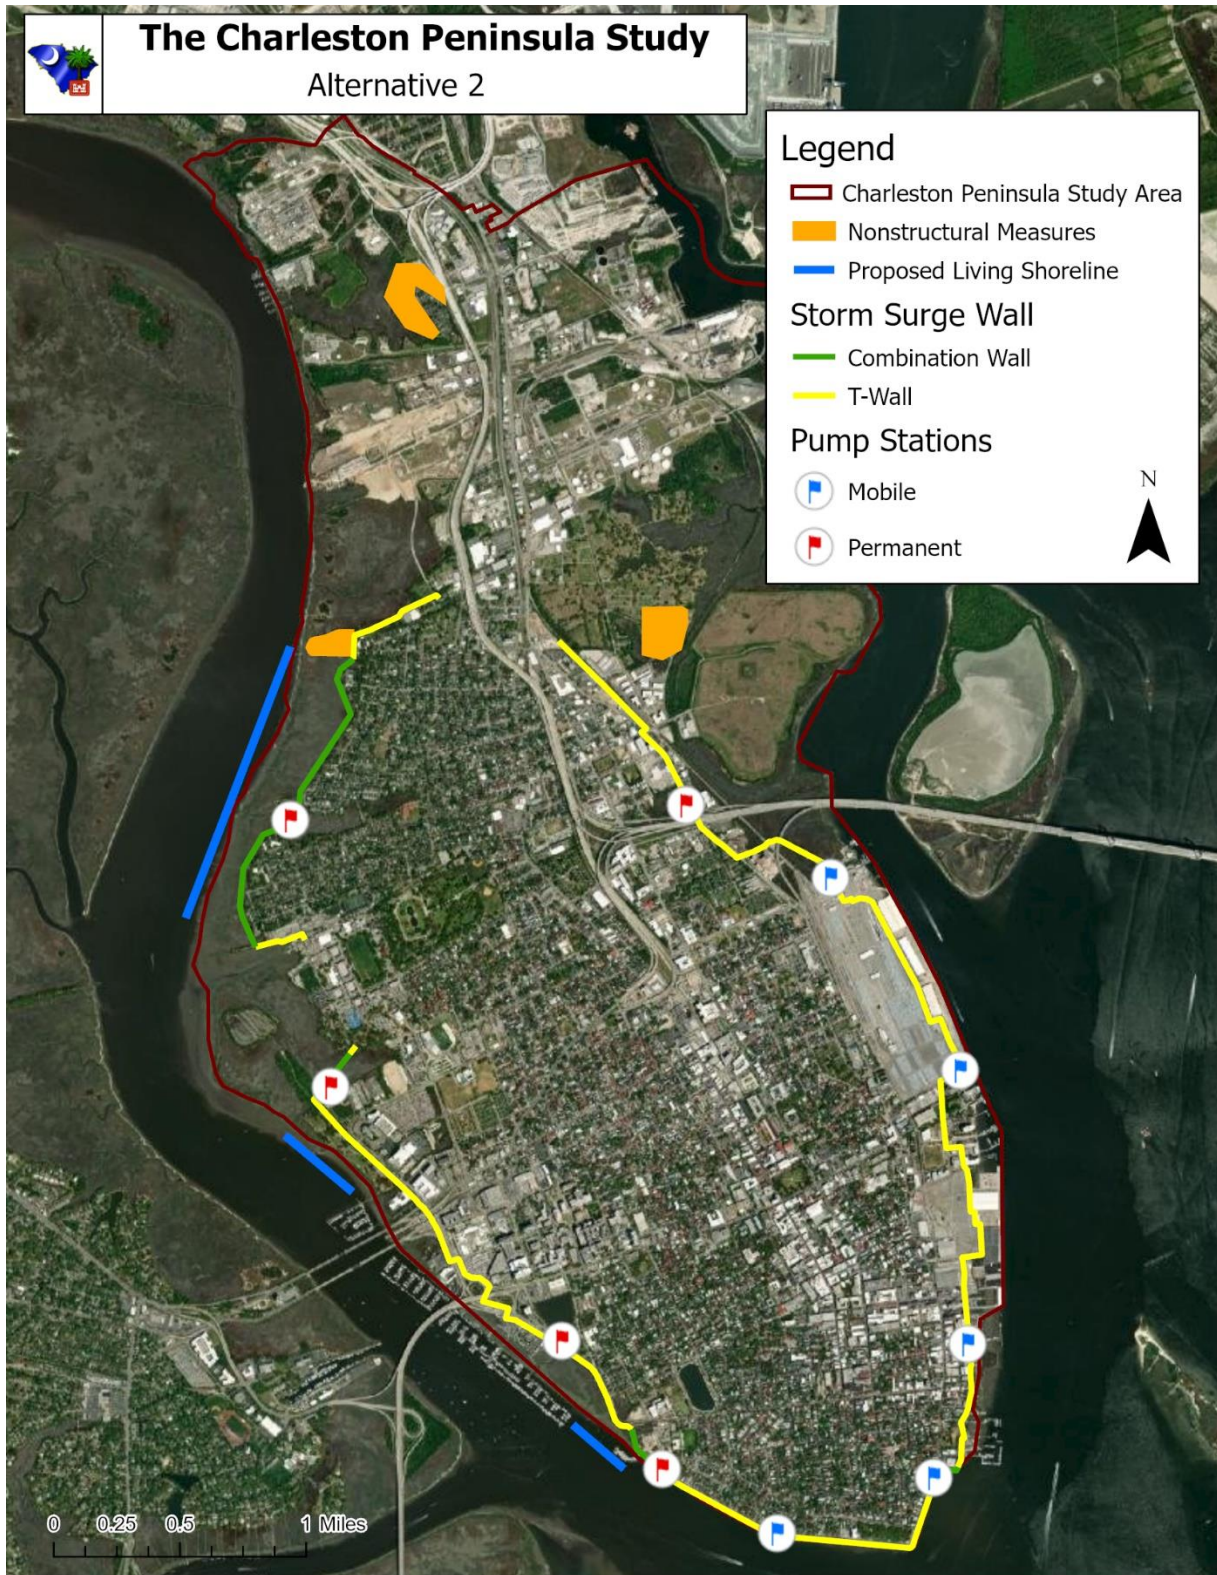 The Charleston Peninsula Study
Alternative 2
Legend
Charleston Peninsula Study Area
Nonstructural Measures
Proposed Living Shoreline
Storm Surge Wall
Combination Wall
T-Wall
Pump Stations
Mobile
Permanent
N
0 0.25 0.5 1 Miles